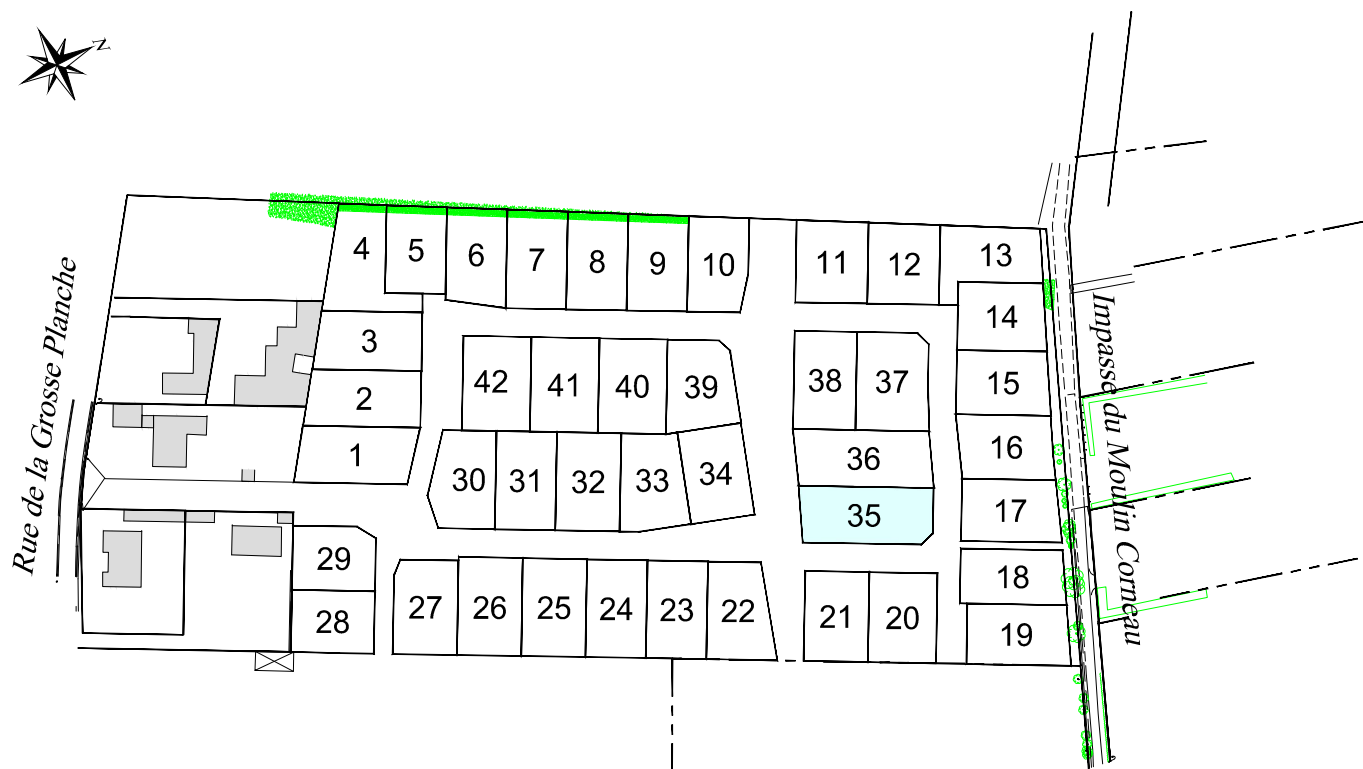 N
Rue de la Grosse Planche
Impasse du Moulin Corneau
4 5 6 7 8 9 10 11 12 13
14
3
42 41 40 39 38 37 15
2
1 30 31 32 33 34 36 16
35 17
29 27 26 25 24 23 22 21 20 18
28 19